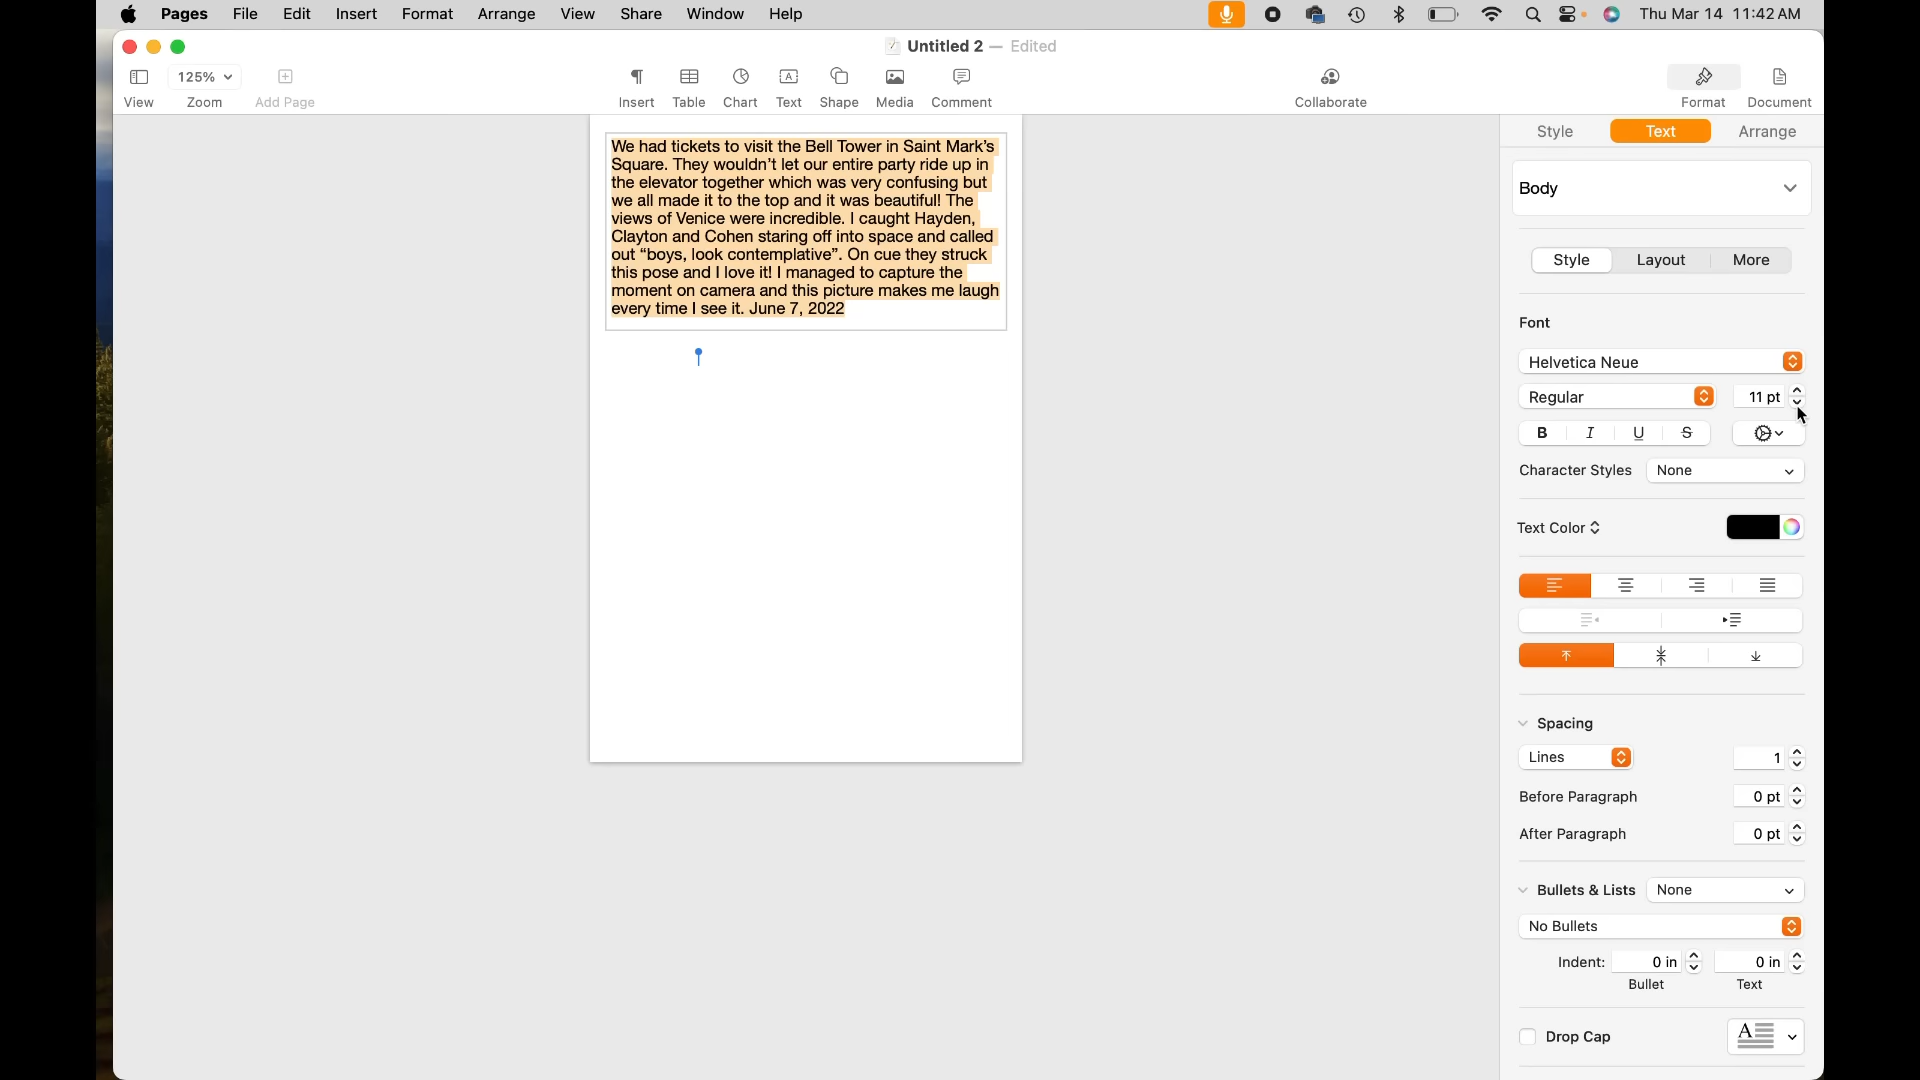 Pages File Edit Insert Format Arrange View Share Window Help Thu Mar 14 11:42 AM
Untitled 2 — Edited
125%
View Zoom Add Page Insert Table Chart Text Shape Media Comment Collaborate Format Document
Style Text Arrange
We had tickets to visit the Bell Tower in Saint Mark's
Square. They wouldn't let our entire party ride up in
the elevator together which was very confusing but
we all made it to the top and it was beautiful! The
views of Venice were incredible. I caught Hayden,
Clayton and Cohen staring off into space and called
out “boys, look contemplative”. On cue they struck
this pose and I love it! I managed to capture the
moment on camera and this picture makes me laugh
every time I see it. June 7, 2022
Body
Style Layout More
Font
Helvetica Neue
Regular 11 pt
B I U S
Character Styles None
Text Color
Spacing
Lines 1
Before Paragraph 0 pt
After Paragraph 0 pt
Bullets & Lists None
No Bullets
Indent: 0 in 0 in
Bullet Text
Drop Cap A